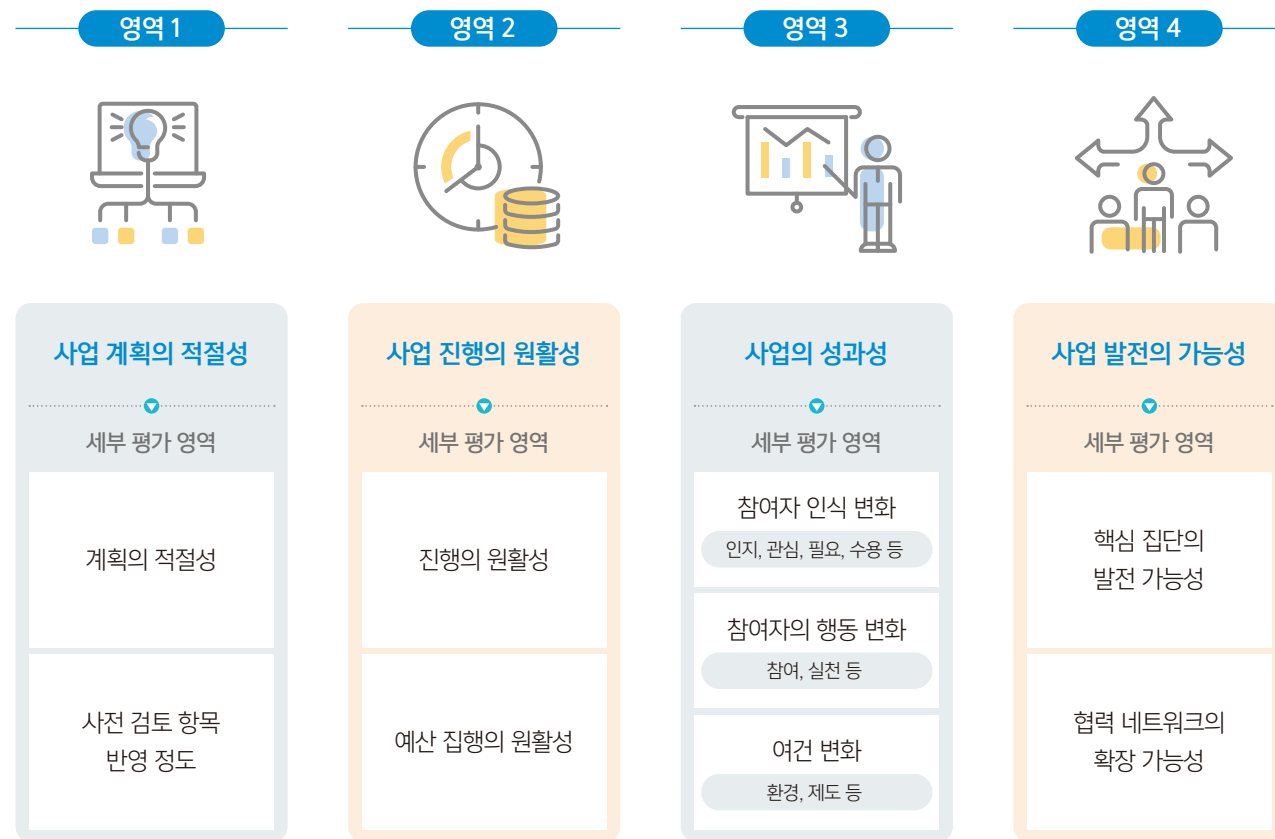 영역 1
영역 2
영역 3
영역 4
사업 계획의 적절성
세부 평가 영역
계획의 적절성
사전 검토 항목
반영 정도
사업 진행의 원활성
세부 평가 영역
진행의 원활성
예산 집행의 원활성
사업의 성과성
세부 평가 영역
참여자 인식 변화
인지, 관심, 필요, 수용 등
참여자의 행동 변화
참여, 실천 등
여건 변화
환경, 제도 등
사업 발전의 가능성
세부 평가 영역
핵심 집단의
발전 가능성
협력 네트워크의
확장 가능성